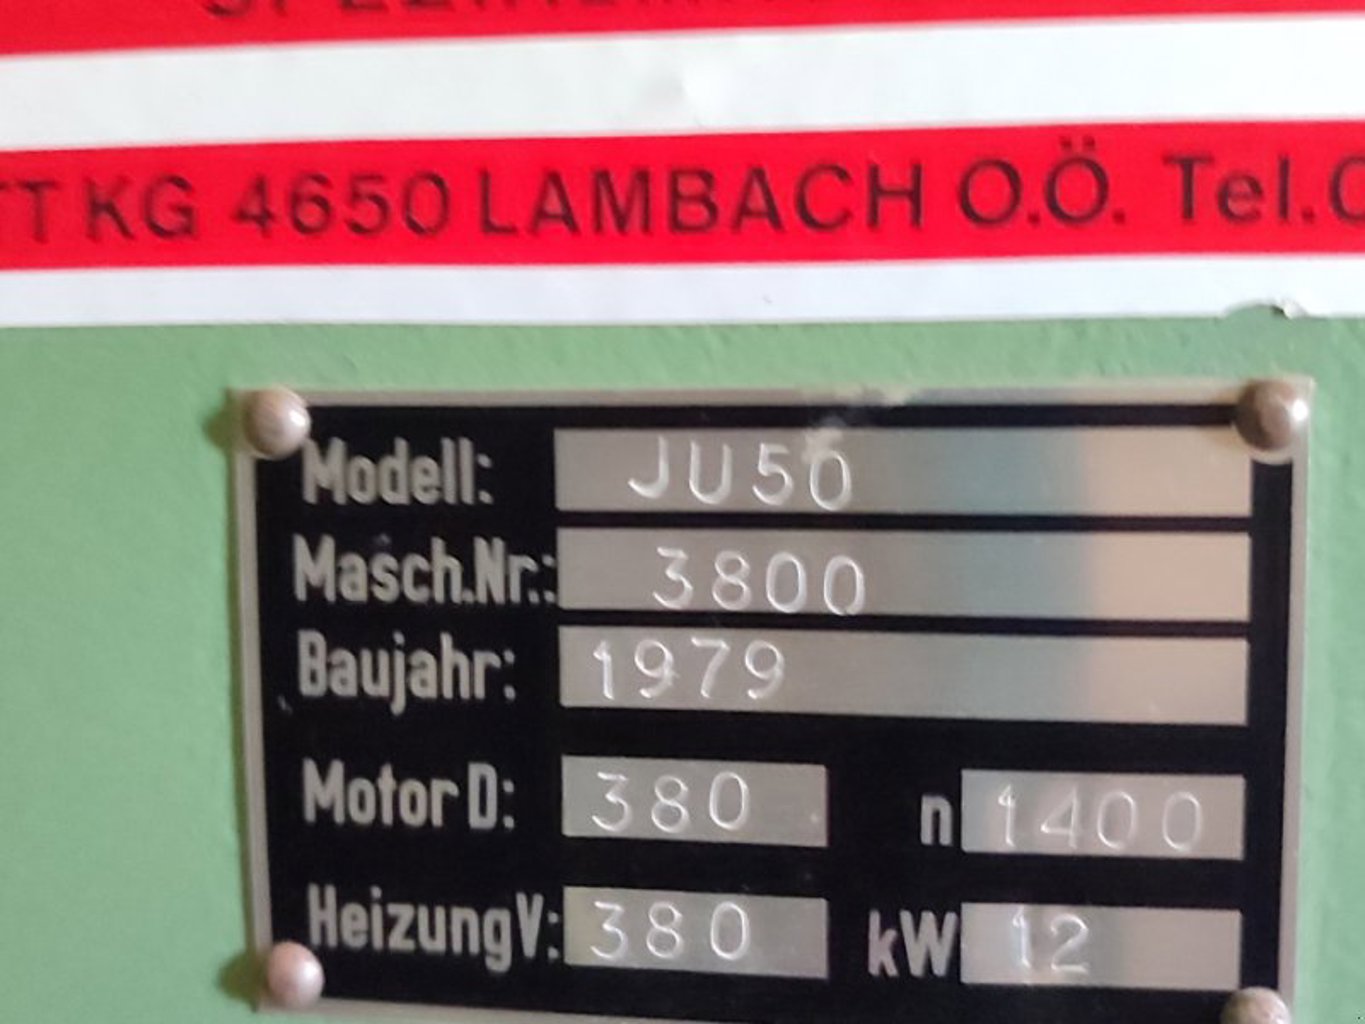 TT KG 4650 LAMBACH O.Ö. Tel.
Modell: JU50
Masch.Nr.: 3800
Baujahr: 1979
Motor D: 380 n 1400
Heizung V: 380 kW 12